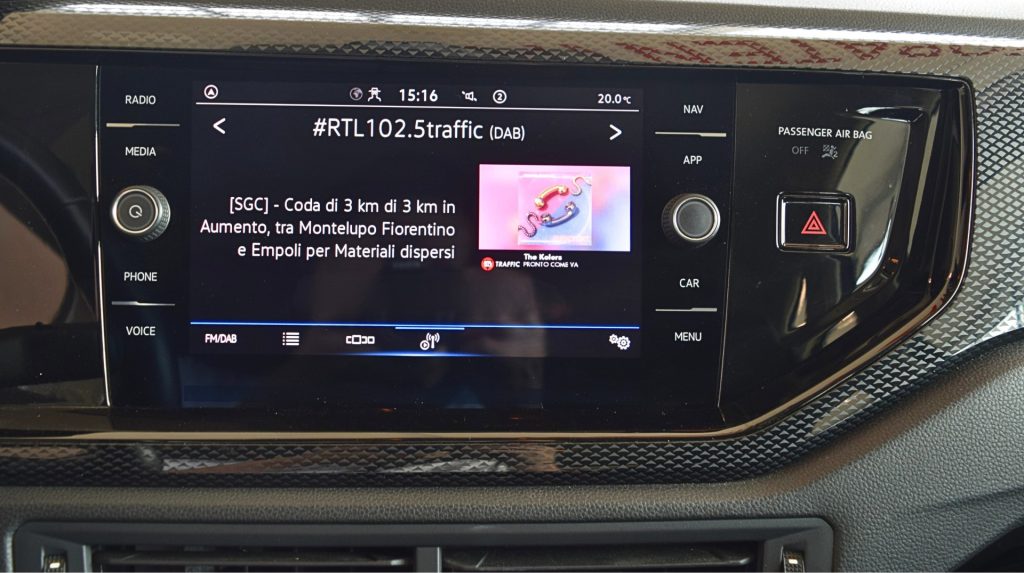 RADIO
MEDIA
PHONE
VOICE
15:16
2
20.0°C
#RTL102.5traffic (DAB)
[SGC] - Coda di 3 km di 3 km in
Aumento, tra Montelupo Fiorentino
e Empoli per Materiali dispersi
The Kolors
TRAFFIC PRONTO COME VA
FM/DAB
NAV
APP
CAR
MENU
PASSENGER AIR BAG
OFF